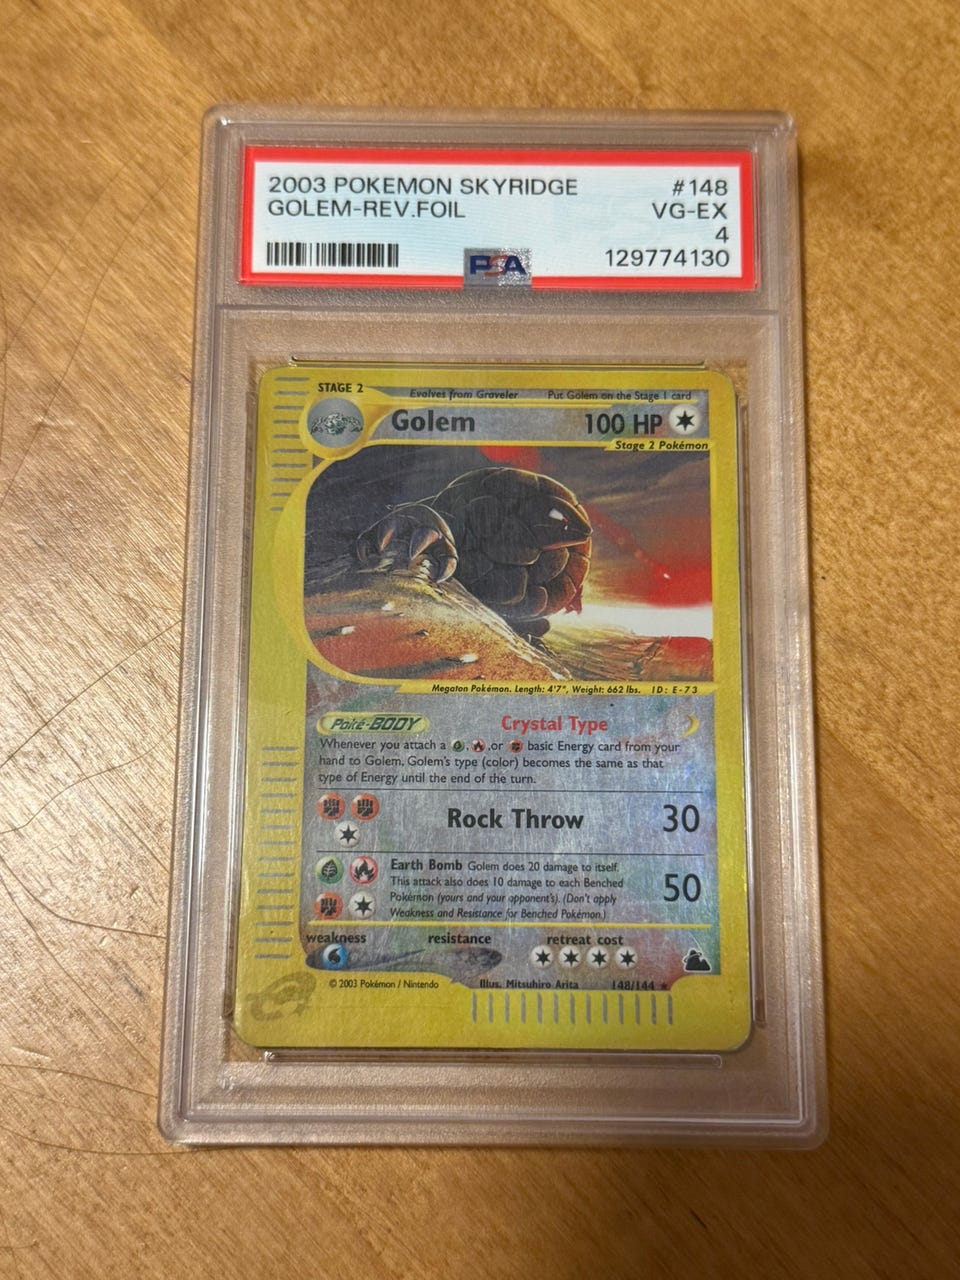 2003 POKEMON SKYRIDGE #148
GOLEM-REV.FOIL VG-EX
4
PSA 129774130
STAGE 2
Evolves from Graveler Put Golem on the Stage 1 card
Golem 100 HP
Stage 2 Pokémon
Megaton Pokémon. Length: 4'7", Weight: 662 lbs. ID: E-73
Poké-BODY Crystal Type
Whenever you attach a , , or basic Energy card from your
hand to Golem, Golem's type (color) becomes the same as that
type of Energy until the end of the turn.
Rock Throw 30
Earth Bomb Golem does 20 damage to itself.
This attack also does 10 damage to each Benched
Pokémon (yours and your opponent's). (Don't apply
Weakness and Resistance for Benched Pokémon.)
50
weakness resistance retreat cost
© 2003 Pokémon / Nintendo Illus. Mitsuhiro Arita 148/144 ★